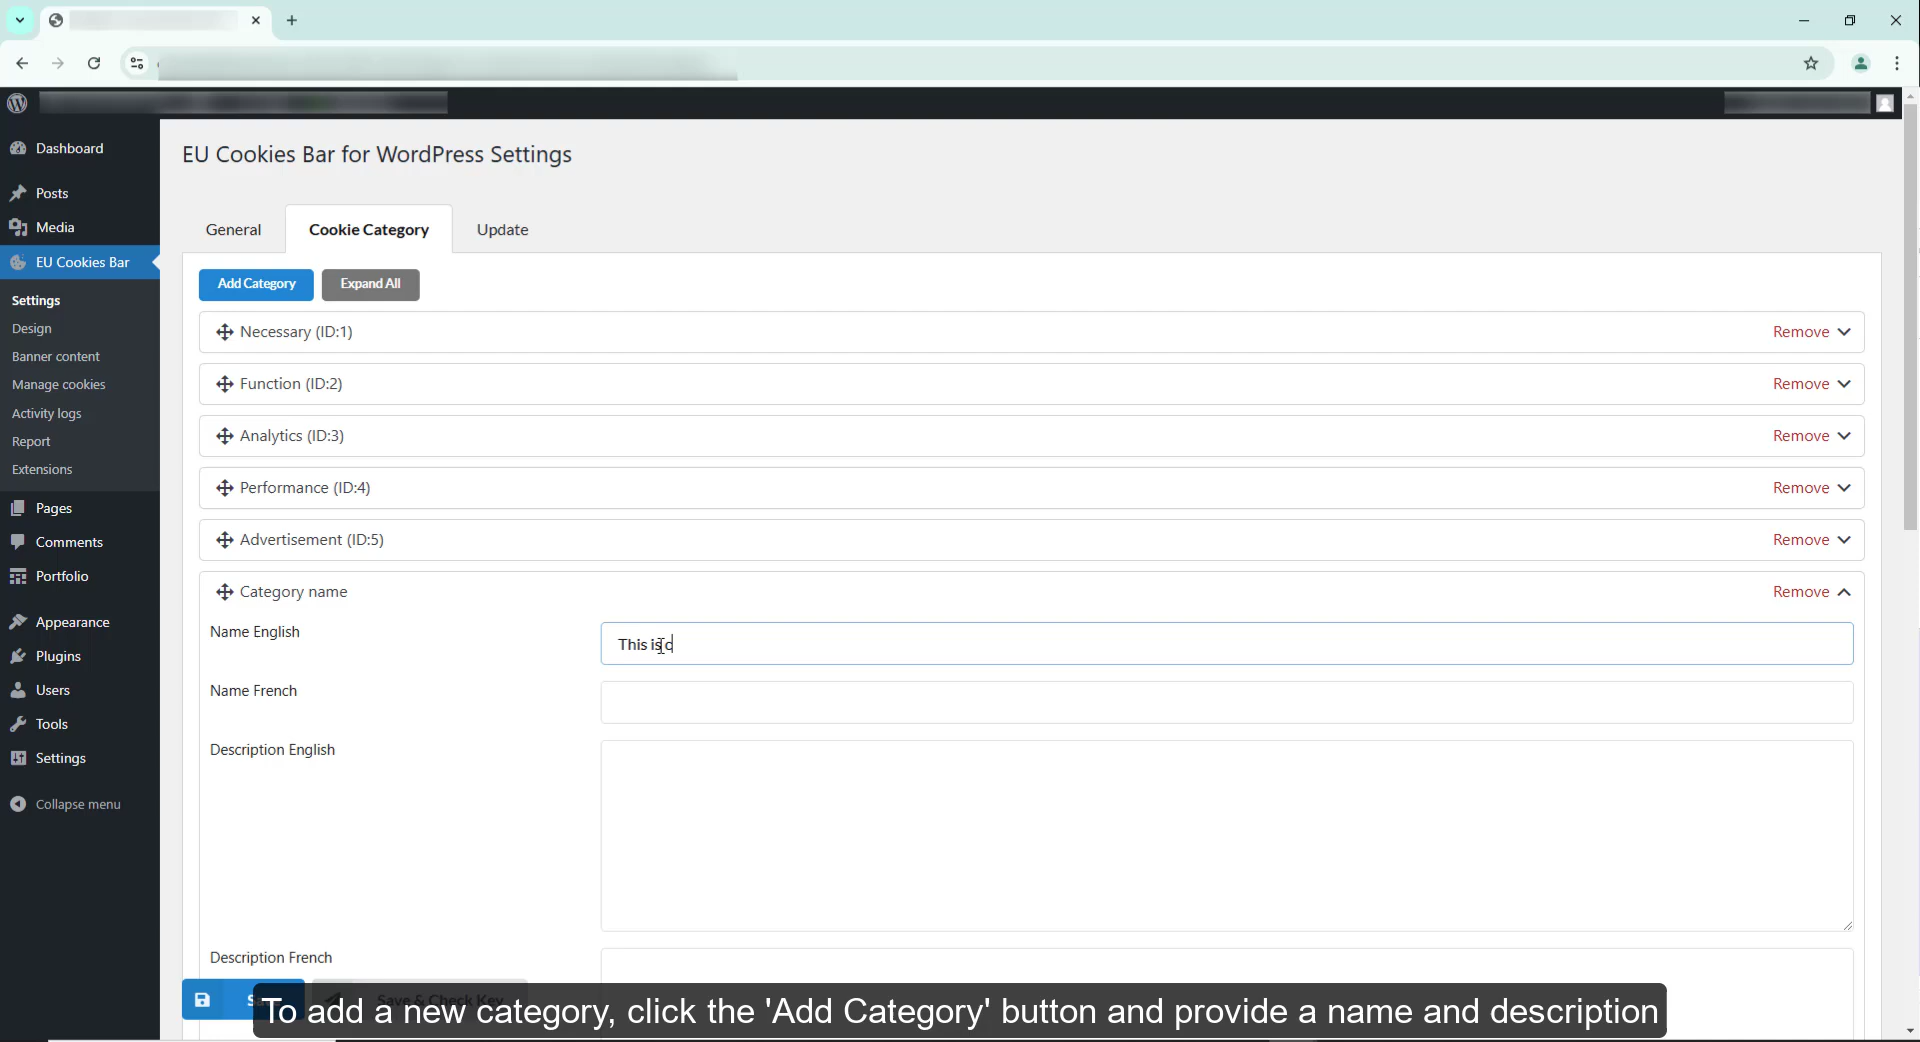 EU Cookies Bar for WordPress Settings
Dashboard
Posts
Media
EU Cookies Bar
Settings
Design
Banner content
Manage cookies
Activity logs
Report
Extensions
Pages
Comments
Portfolio
Appearance
Plugins
Users
Tools
Settings
Collapse menu
General
Cookie Category
Update
Add Category
Expand All
Necessary (ID:1)
Remove
Function (ID:2)
Remove
Analytics (ID:3)
Remove
Performance (ID:4)
Remove
Advertisement (ID:5)
Remove
Category name
Remove
Name English
This is c
Name French
Description English
Description French
Save & Check Key
To add a new category, click the 'Add Category' button and provide a name and description